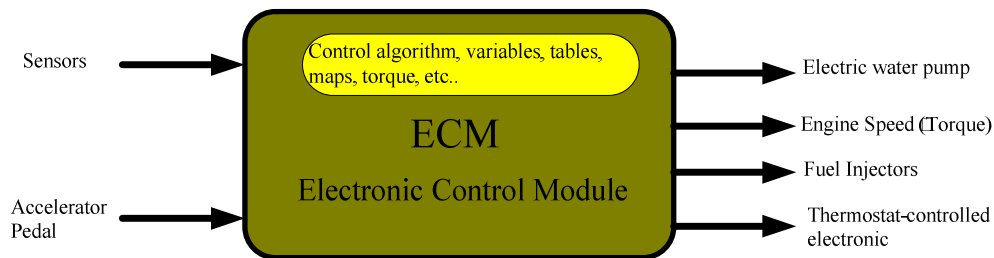 Sensors
Accelerator
Pedal
Control algorithm, variables, tables,
maps, torque, etc..
ECM
Electronic Control Module
Electric water pump
Engine Speed (Torque)
Fuel Injectors
Thermostat-controlled
electronic